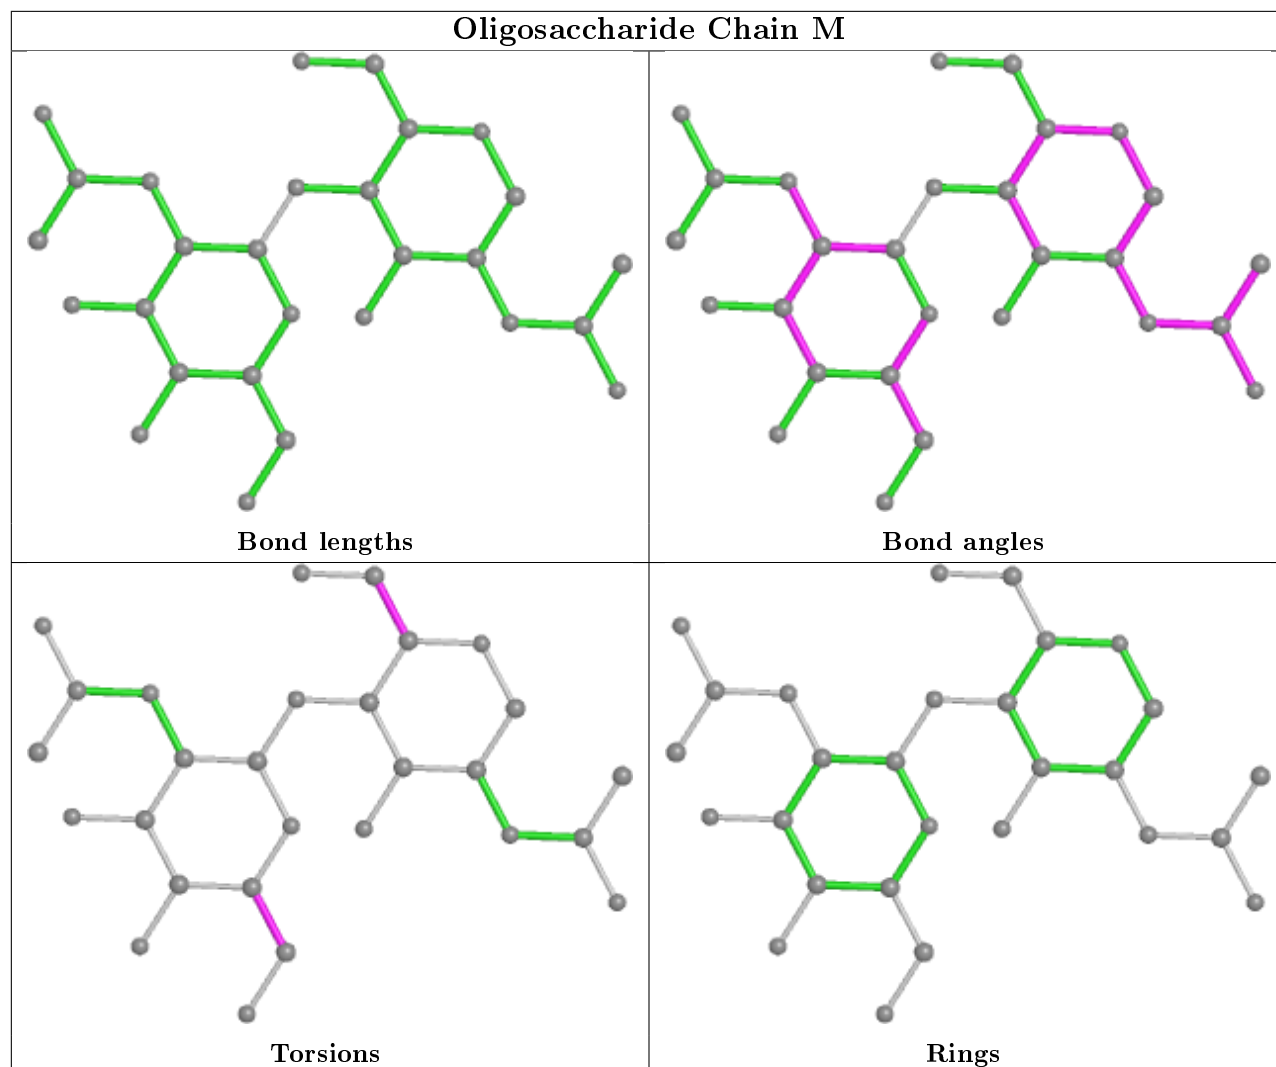 Oligosaccharide Chain M
Bond lengths
Bond angles
Torsions
Rings